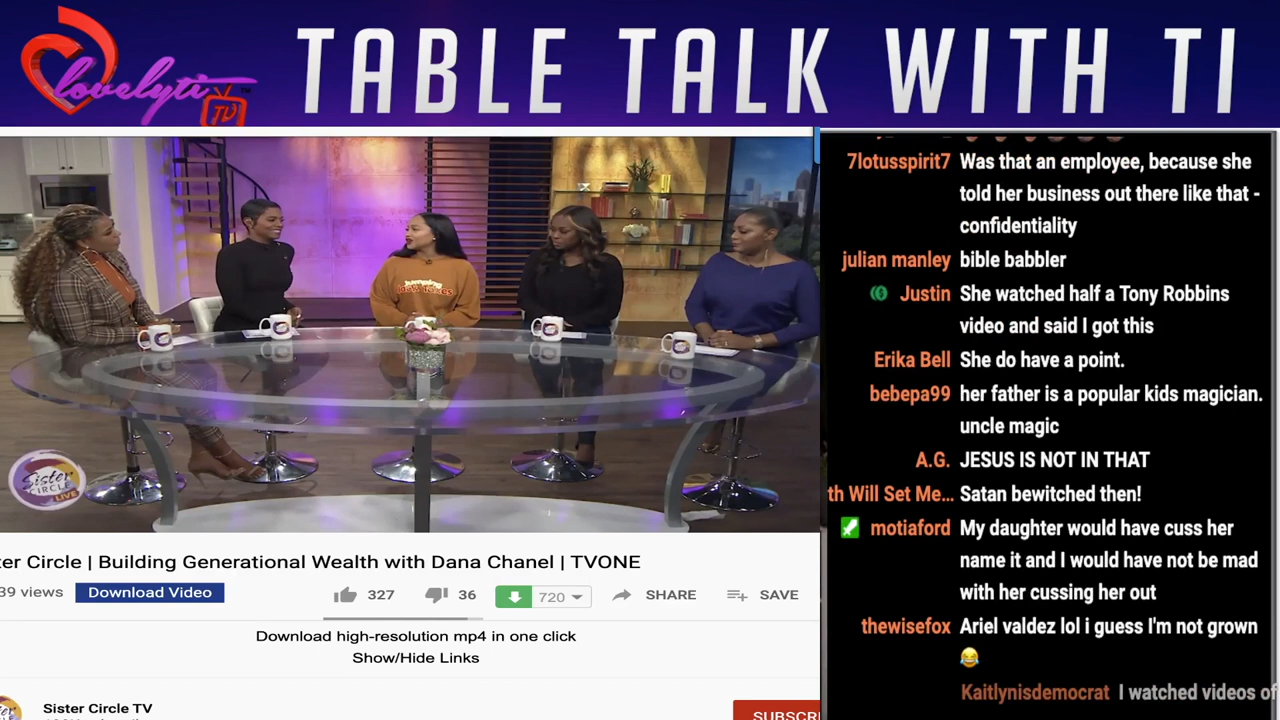 lovelyti
TV
TM
TABLE TALK WITH TI
7lotusspirit7 Was that an employee, because she
told her business out there like that -
confidentiality
julian manley bible babbler
Justin She watched half a Tony Robbins
video and said I got this
Erika Bell She do have a point.
bebepa99 her father is a popular kids magician.
uncle magic
A.G. JESUS IS NOT IN THAT
th Will Set Me... Satan bewitched then!
motiaford My daughter would have cuss her
name it and I would have not be mad
with her cussing her out
thewisefox Ariel valdez lol i guess I'm not grown
😂
Kaitlynisdemocrat I watched videos of
Sister
CIRCLE
LIVE
ter Circle | Building Generational Wealth with Dana Chanel | TVONE
39 views Download Video 327 36 720 SHARE SAVE
Download high-resolution mp4 in one click
Show/Hide Links
Sister Circle TV
SUBSCRI